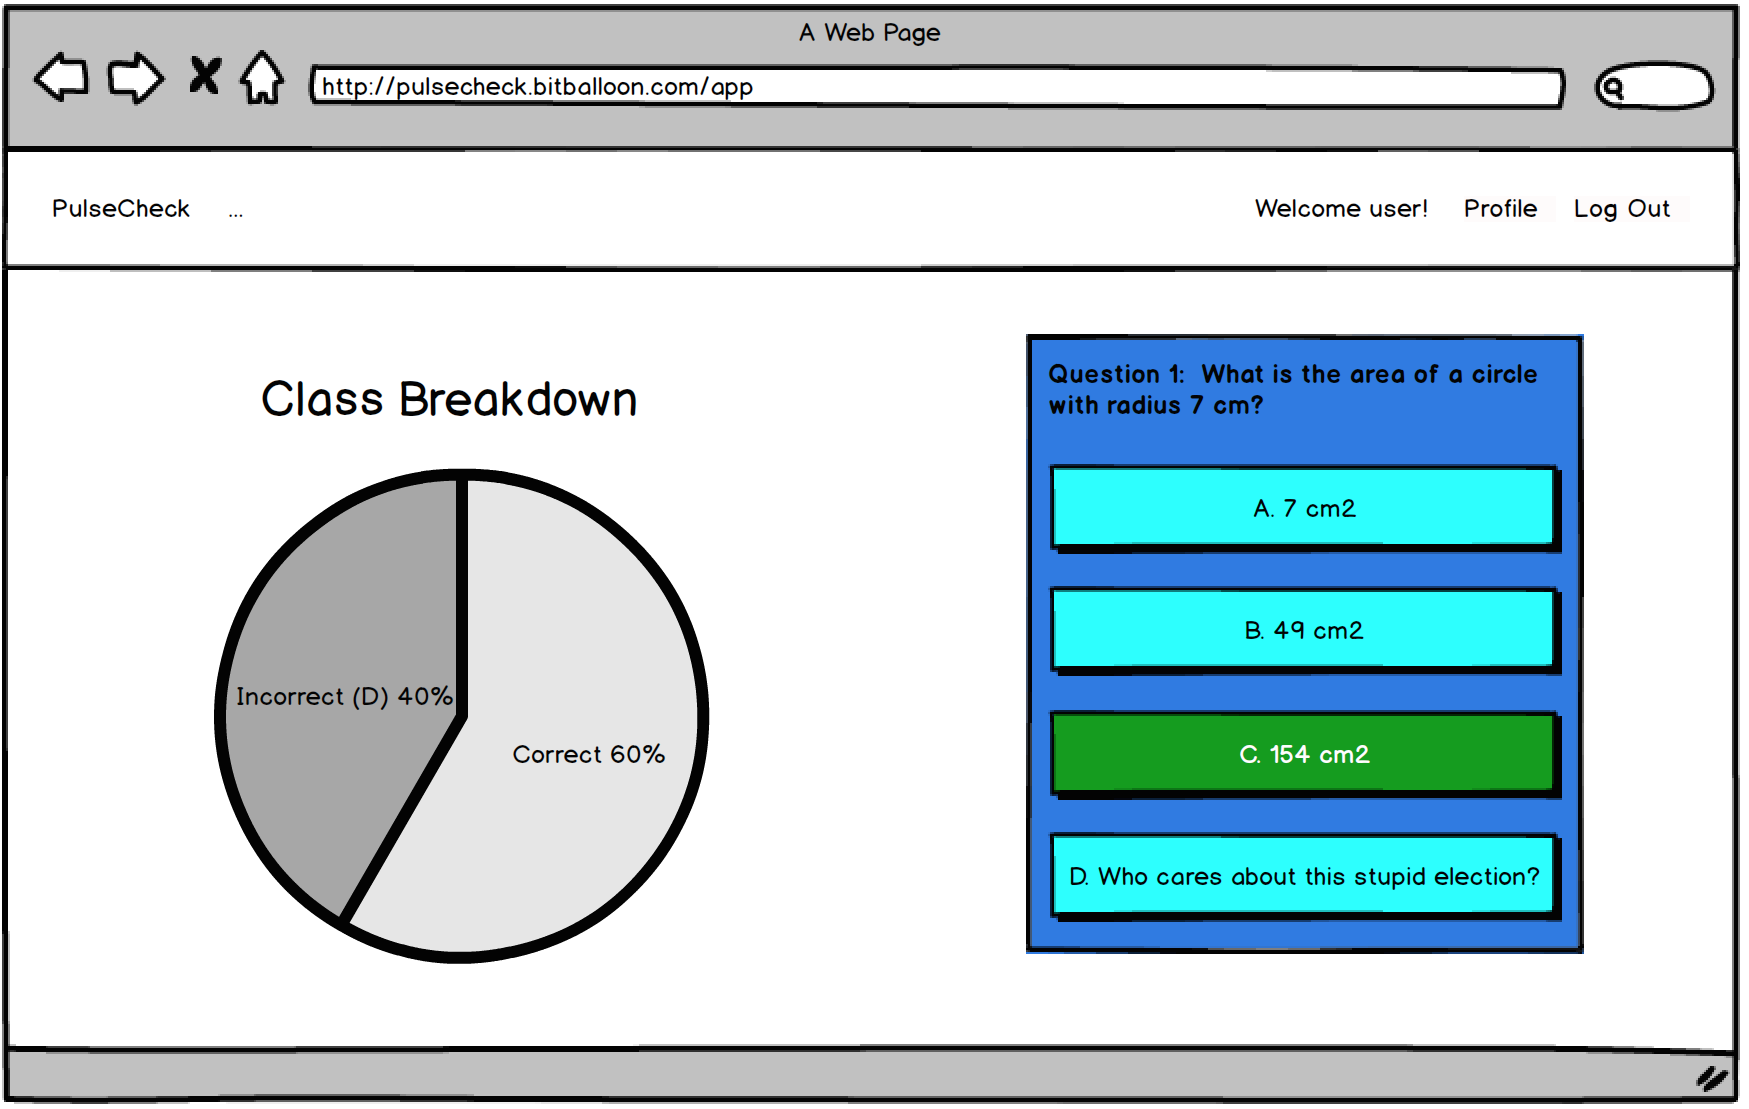 A Web Page
http://pulsecheck.bitballoon.com/app
PulseCheck ... Welcome user! Profile Log Out
Class Breakdown
Incorrect (D) 40%
Correct 60%
Question 1: What is the area of a circle
with radius 7 cm?
A. 7 cm2
B. 49 cm2
C. 154 cm2
D. Who cares about this stupid election?